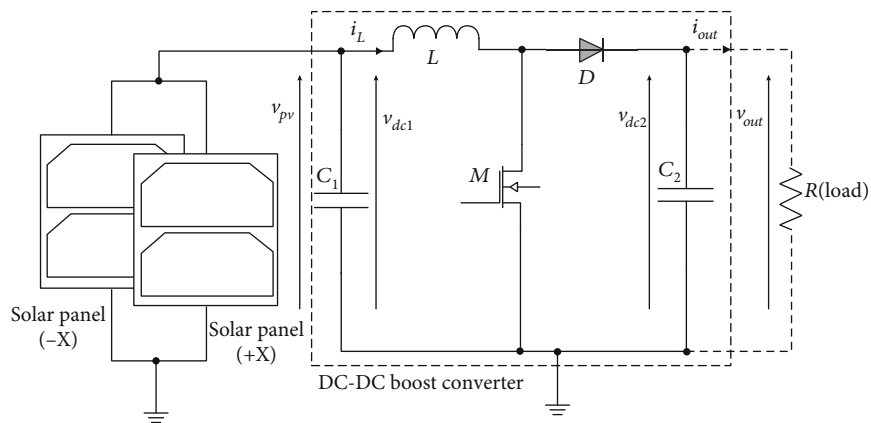 i_L
i_out
L
D
v_pv
v_dc1
v_dc2
v_out
C_1
M
C_2
R(load)
Solar panel
(–X)
Solar panel
(+X)
DC-DC boost converter